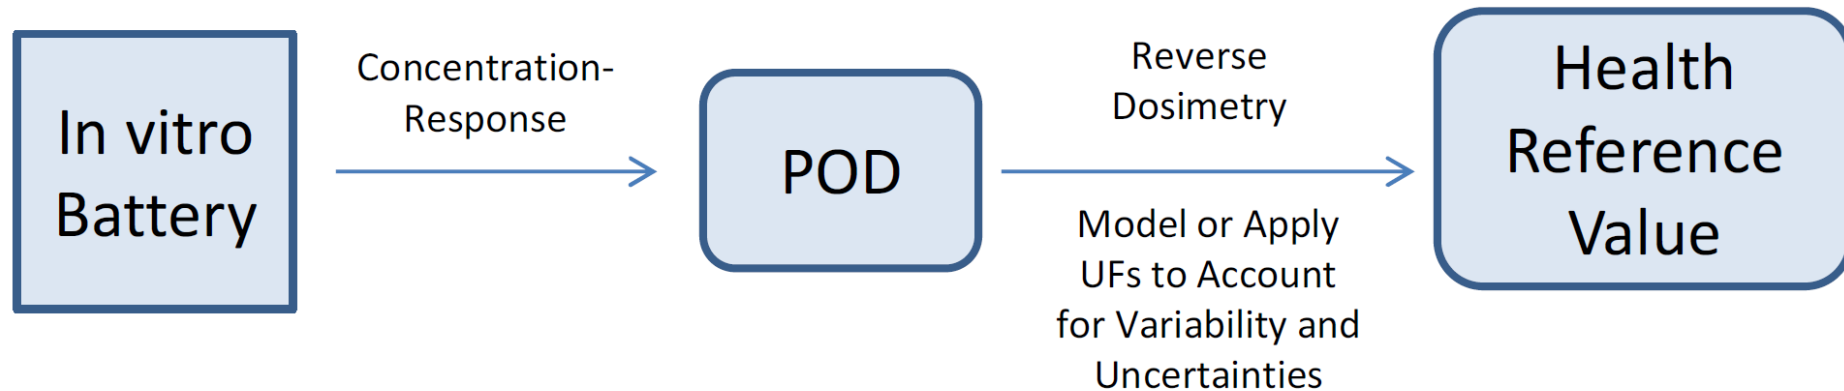 In vitro
Battery
Concentration-
Response
POD
Reverse
Dosimetry
Model or Apply
UFs to Account
for Variability and
Uncertainties
Health
Reference
Value